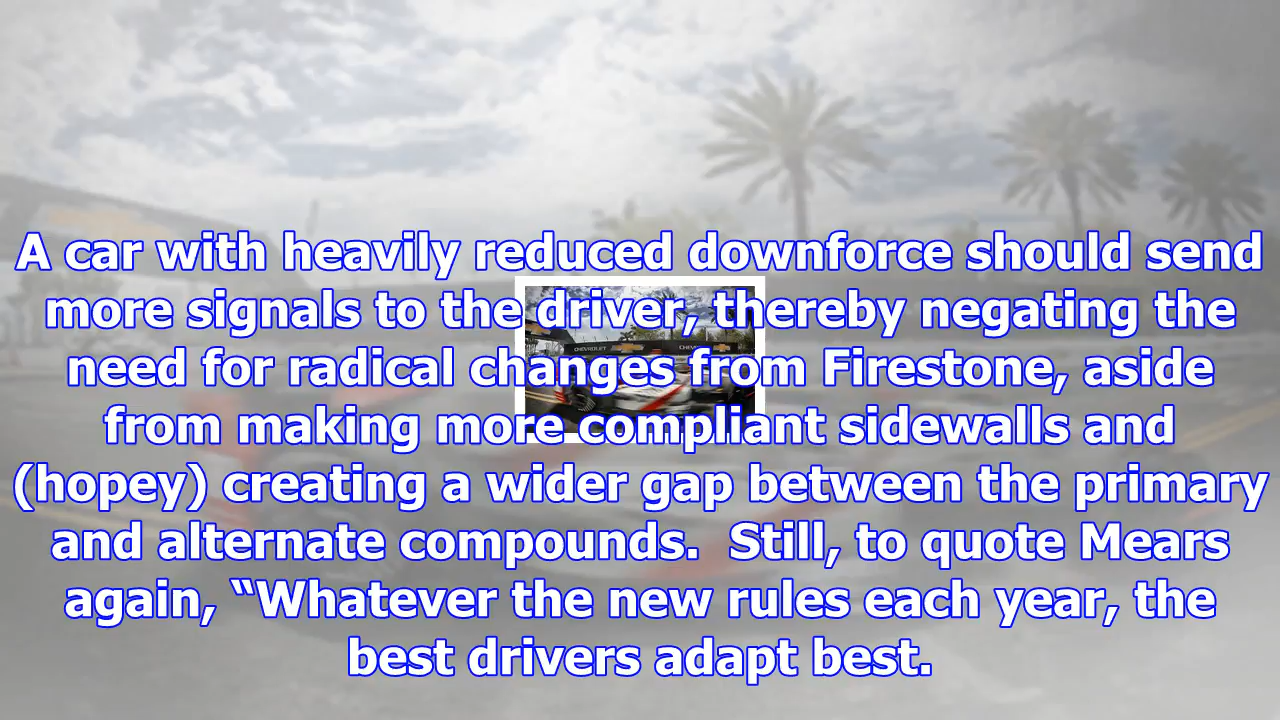 A car with heavily reduced downforce should send
more signals to the driver, thereby negating the
need for radical changes from Firestone, aside
from making more compliant sidewalls and
(hopey) creating a wider gap between the primary
and alternate compounds.  Still, to quote Mears
again, “Whatever the new rules each year, the
best drivers adapt best.
CHEVROLET